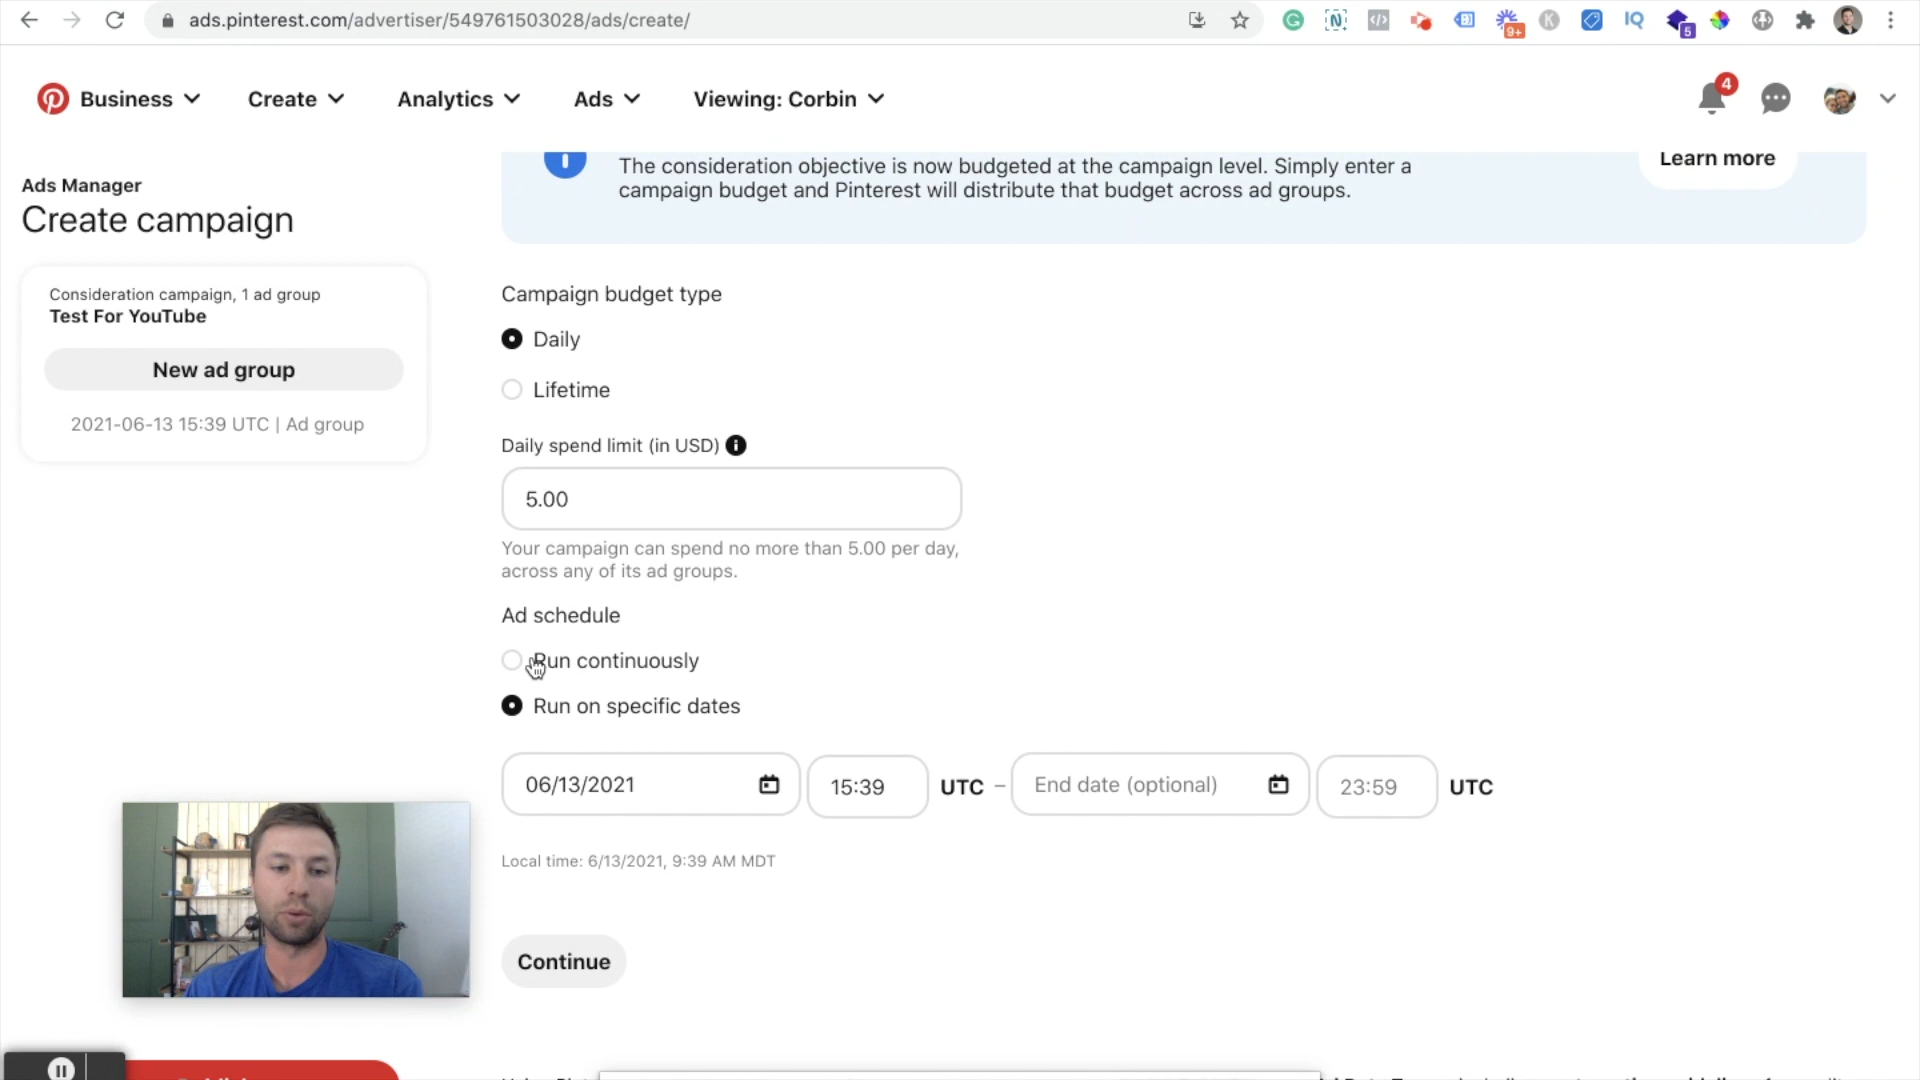 ads.pinterest.com/advertiser/549761503028/ads/create/
9+
5
Business
Create
Analytics
Ads
Viewing: Corbin
4
Ads Manager
Create campaign
Consideration campaign, 1 ad group
Test For YouTube
New ad group
2021-06-13 15:39 UTC | Ad group
The consideration objective is now budgeted at the campaign level. Simply enter a
campaign budget and Pinterest will distribute that budget across ad groups.
Learn more
Campaign budget type
Daily
Lifetime
Daily spend limit (in USD)
5.00
Your campaign can spend no more than 5.00 per day,
across any of its ad groups.
Ad schedule
Run continuously
Run on specific dates
06/13/2021 15:39 UTC – End date (optional) 23:59 UTC
Local time: 6/13/2021, 9:39 AM MDT
Continue